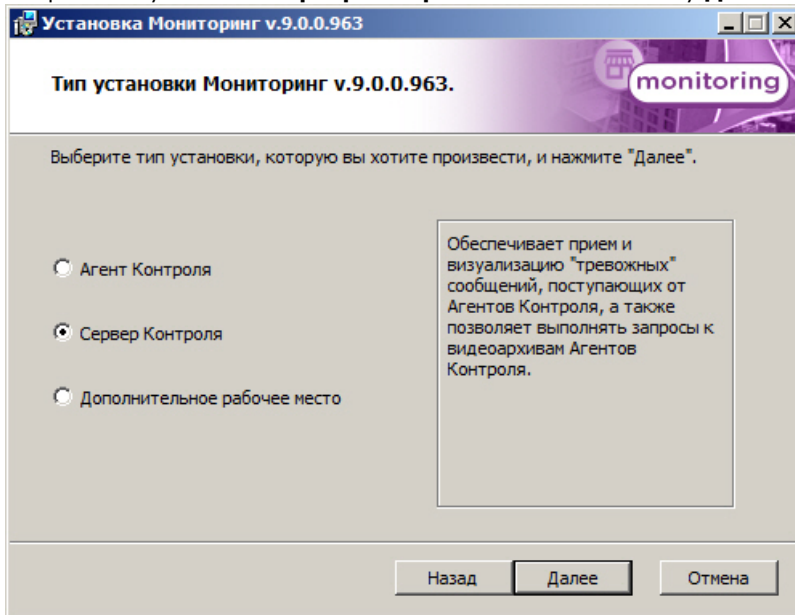 Установка Мониторинг v.9.0.0.963
Тип установки Мониторинг v.9.0.0.963.
monitoring
Выберите тип установки, которую вы хотите произвести, и нажмите "Далее".
Агент Контроля
Сервер Контроля
Дополнительное рабочее место
Обеспечивает прием и
визуализацию "тревожных"
сообщений, поступающих от
Агентов Контроля, а также
позволяет выполнять запросы к
видеоархивам Агентов
Контроля.
Назад
Далее
Отмена